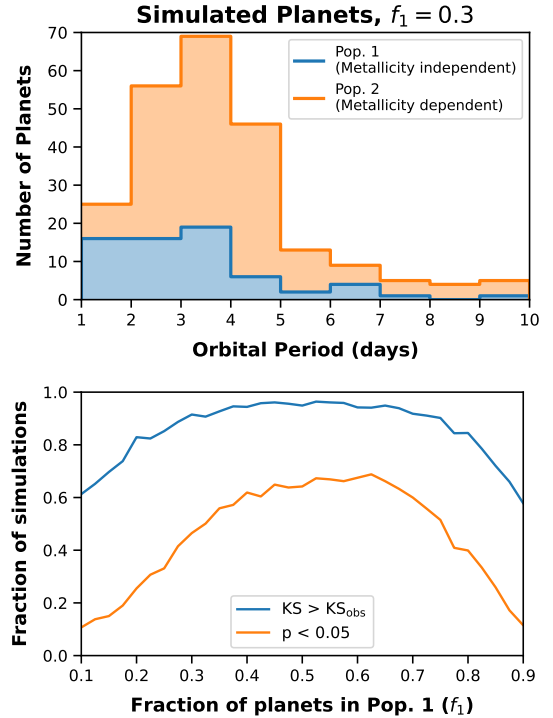 Simulated Planets, f₁ = 0.3
70
60
50
40
30
20
10
0
Number of Planets
Pop. 1
(Metallicity independent)
Pop. 2
(Metallicity dependent)
1 2 3 4 5 6 7 8 9 10
Orbital Period (days)
1.0
0.8
0.6
0.4
0.2
0.0
Fraction of simulations
KS > KSobs
p < 0.05
0.1 0.2 0.3 0.4 0.5 0.6 0.7 0.8 0.9
Fraction of planets in Pop. 1 (f₁)